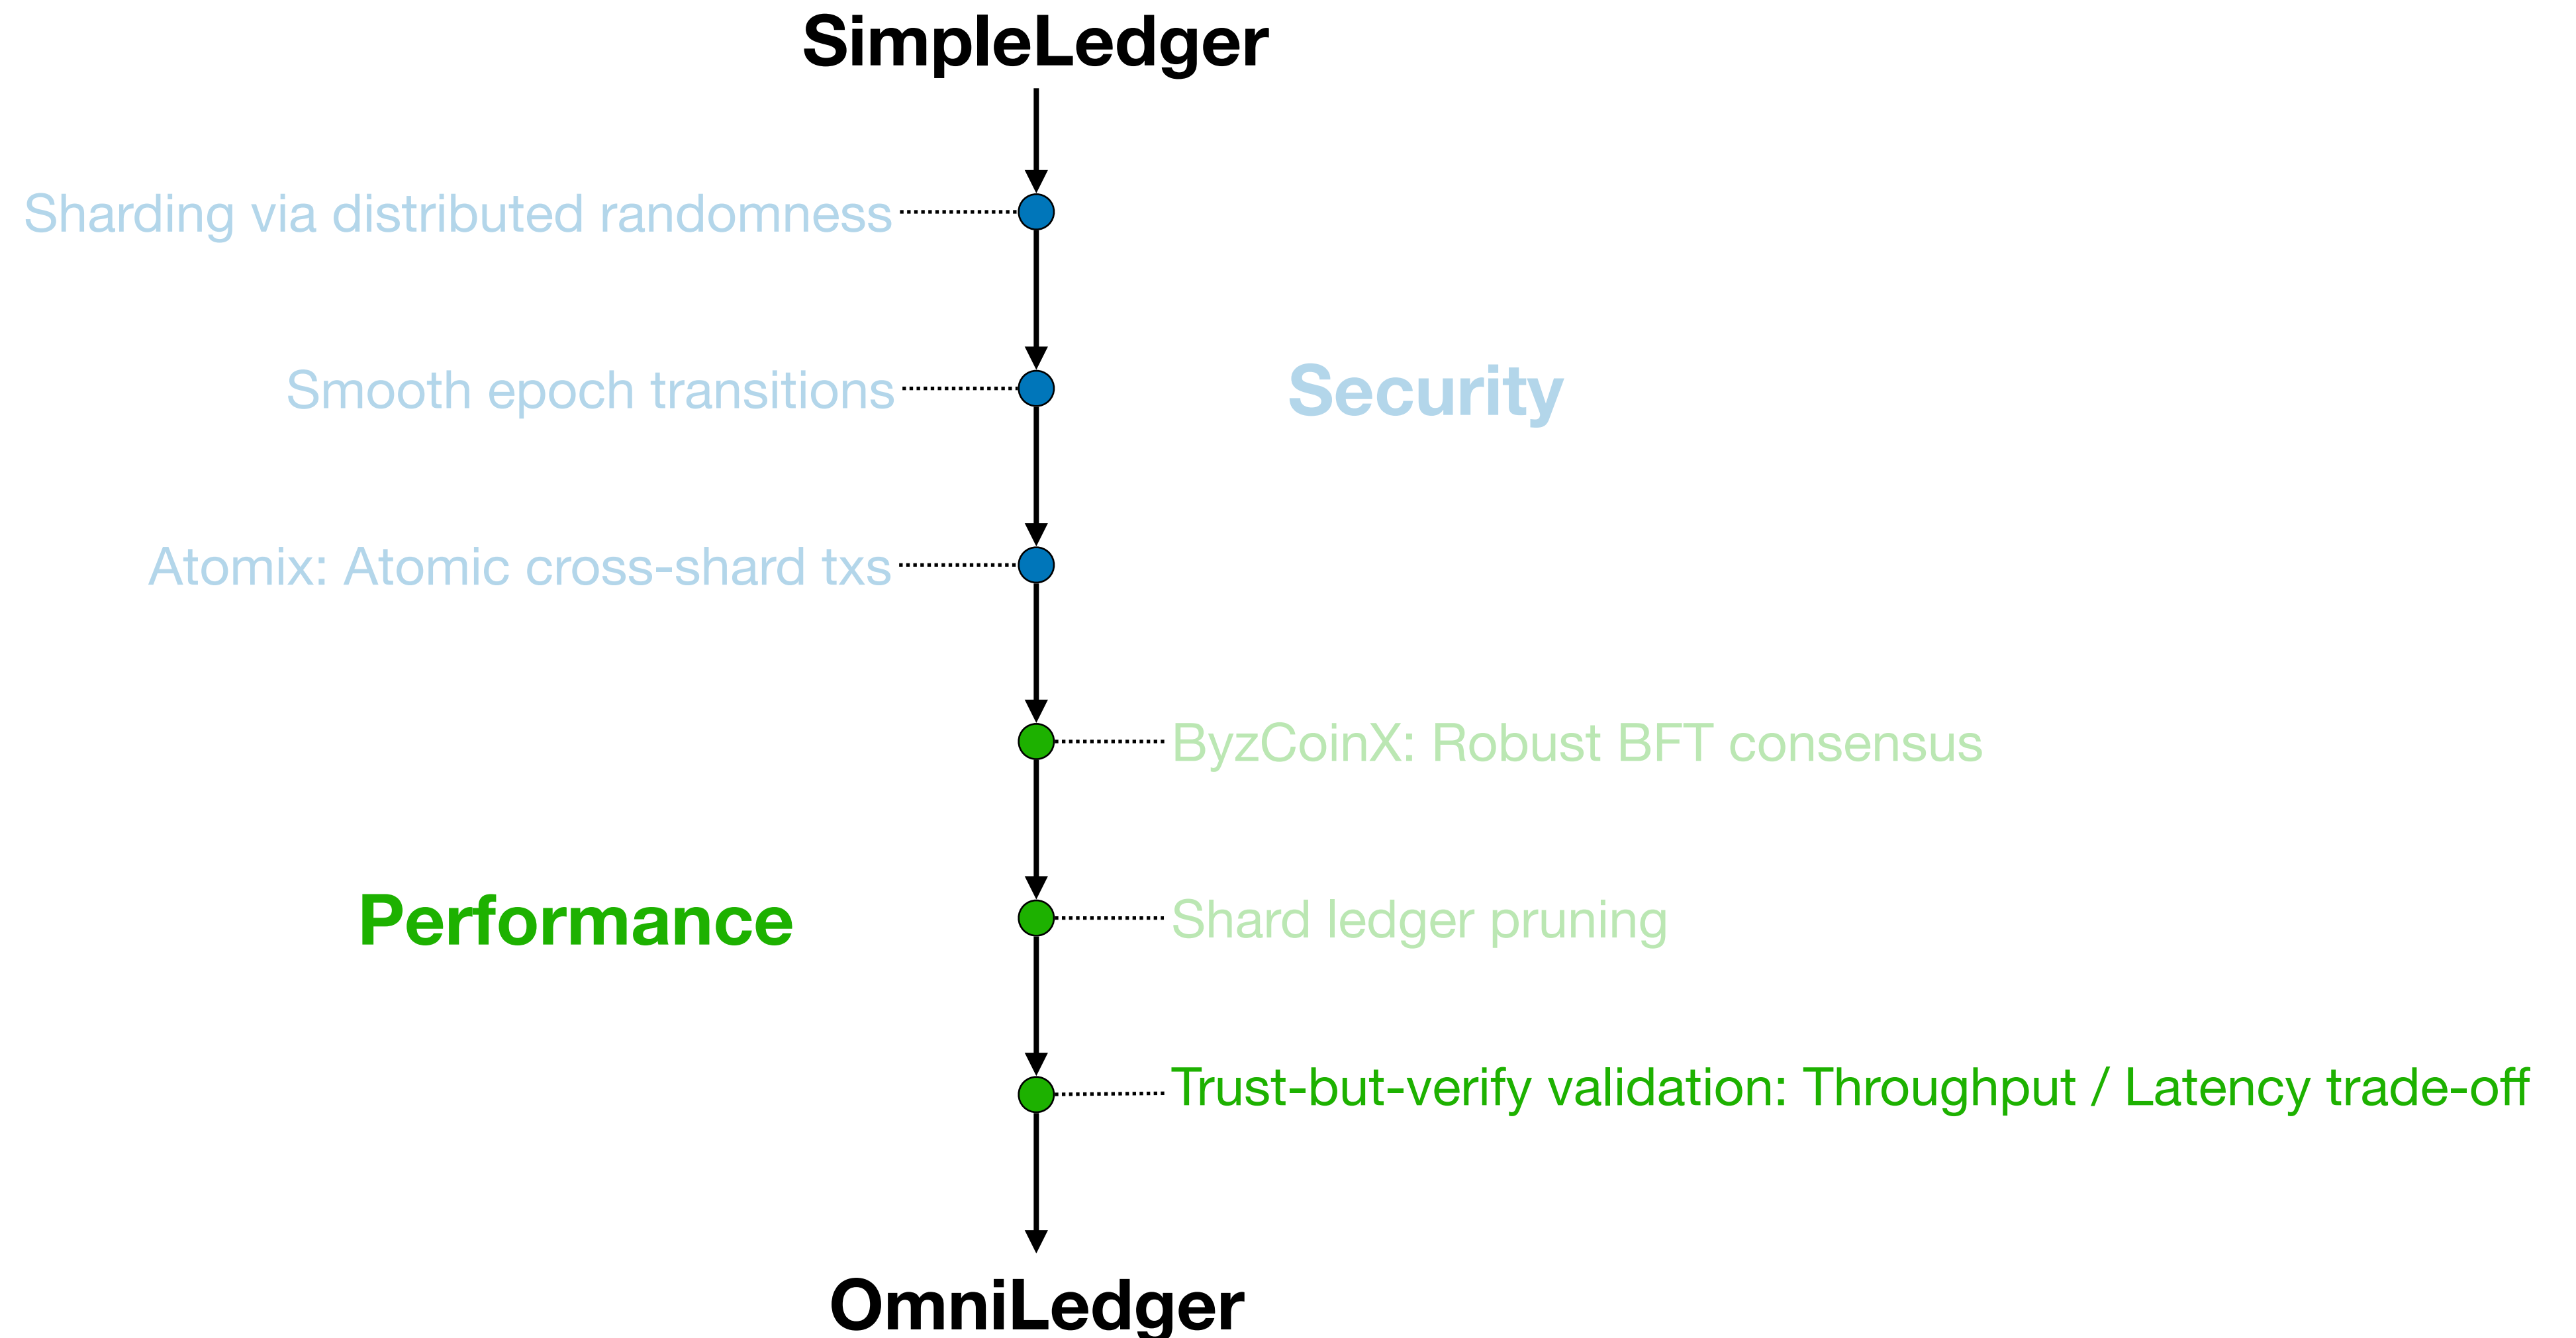 SimpleLedger
Sharding via distributed randomness
Smooth epoch transitions
Security
Atomix: Atomic cross-shard txs
ByzCoinX: Robust BFT consensus
Performance
Shard ledger pruning
Trust-but-verify validation: Throughput / Latency trade-off
OmniLedger